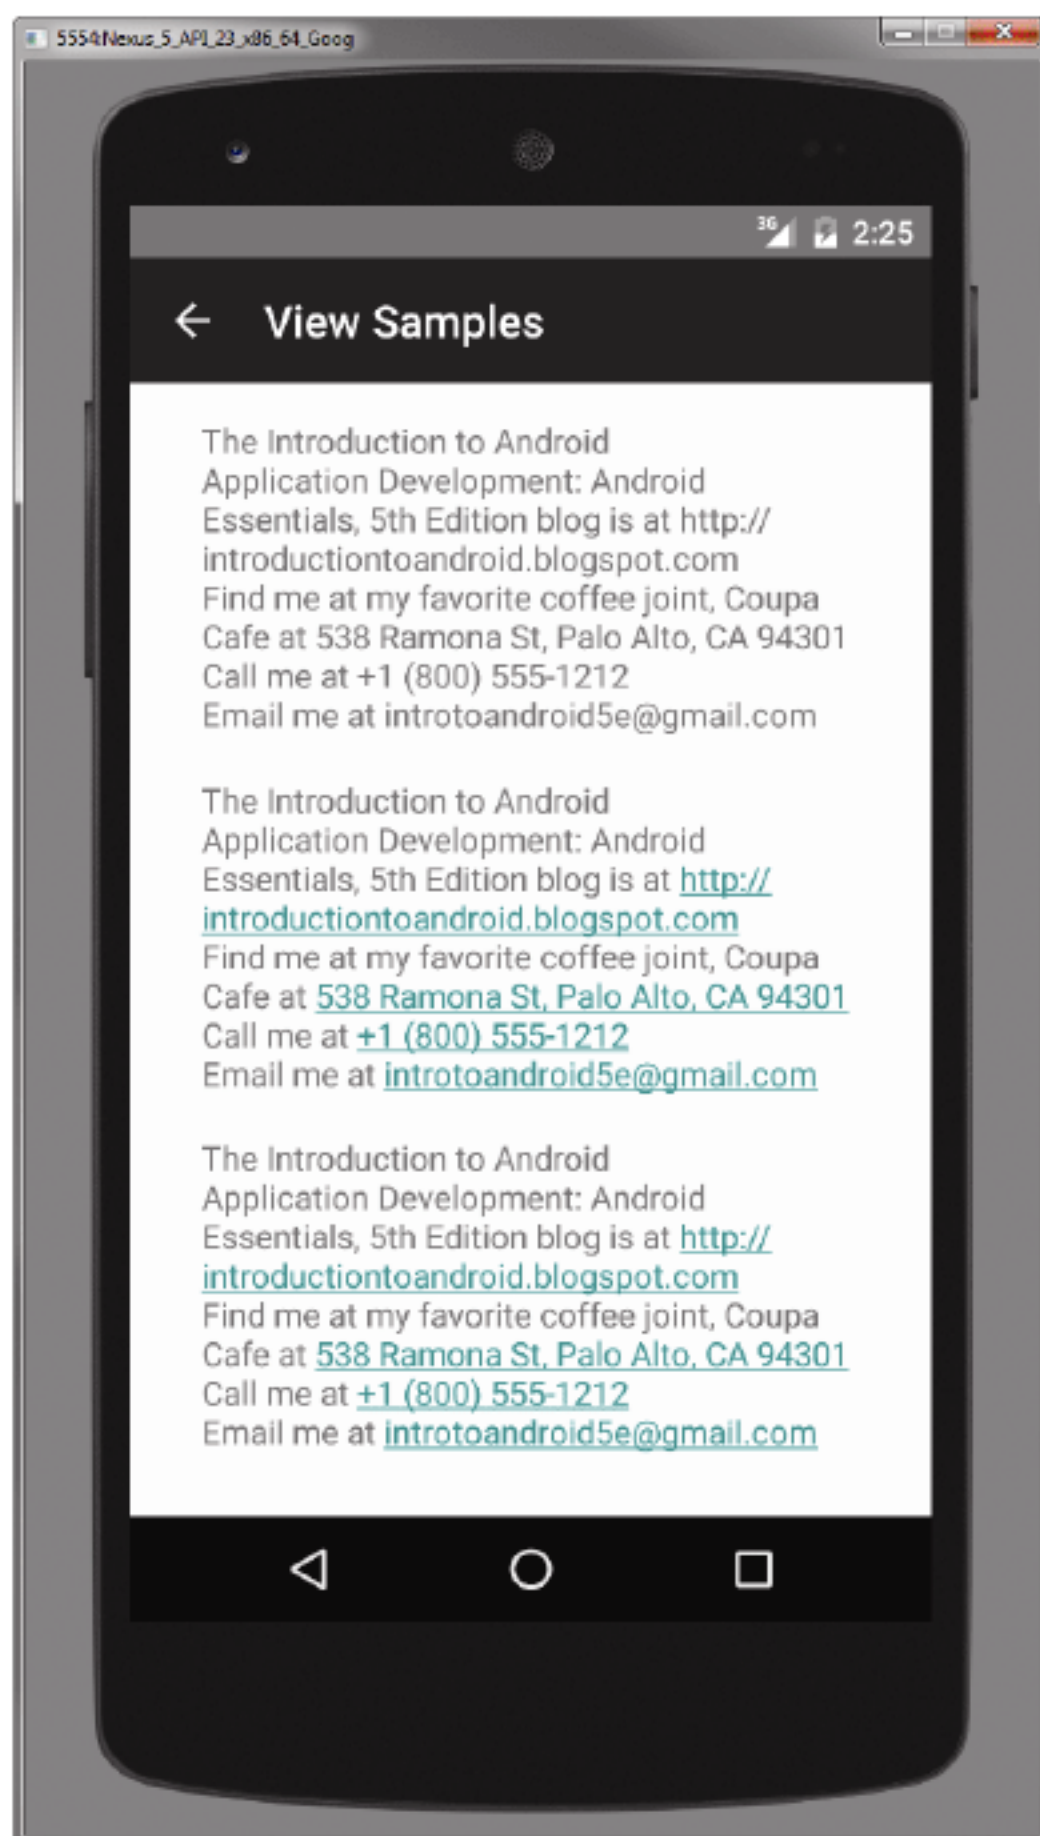 5554:Nexus_5_API_23_x86_64_Goog
3G 2:25
View Samples
The Introduction to Android
Application Development: Android
Essentials, 5th Edition blog is at http://
introductiontoandroid.blogspot.com
Find me at my favorite coffee joint, Coupa
Cafe at 538 Ramona St, Palo Alto, CA 94301
Call me at +1 (800) 555-1212
Email me at introtoandroid5e@gmail.com
The Introduction to Android
Application Development: Android
Essentials, 5th Edition blog is at http://
introductiontoandroid.blogspot.com
Find me at my favorite coffee joint, Coupa
Cafe at 538 Ramona St, Palo Alto, CA 94301
Call me at +1 (800) 555-1212
Email me at introtoandroid5e@gmail.com
The Introduction to Android
Application Development: Android
Essentials, 5th Edition blog is at http://
introductiontoandroid.blogspot.com
Find me at my favorite coffee joint, Coupa
Cafe at 538 Ramona St, Palo Alto, CA 94301
Call me at +1 (800) 555-1212
Email me at introtoandroid5e@gmail.com